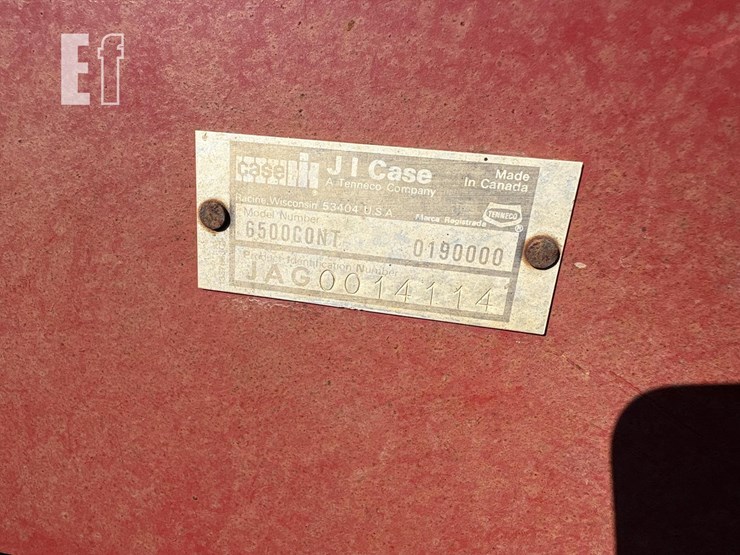 Ef
case IH
J I Case
A Tenneco Company
Made
In Canada
Racine, Wisconsin 53404 U.S.A.
Marca Registrada
TENNECO
®
Model Number
6500CONT 0190000
Product Identification Number
JAG0014114